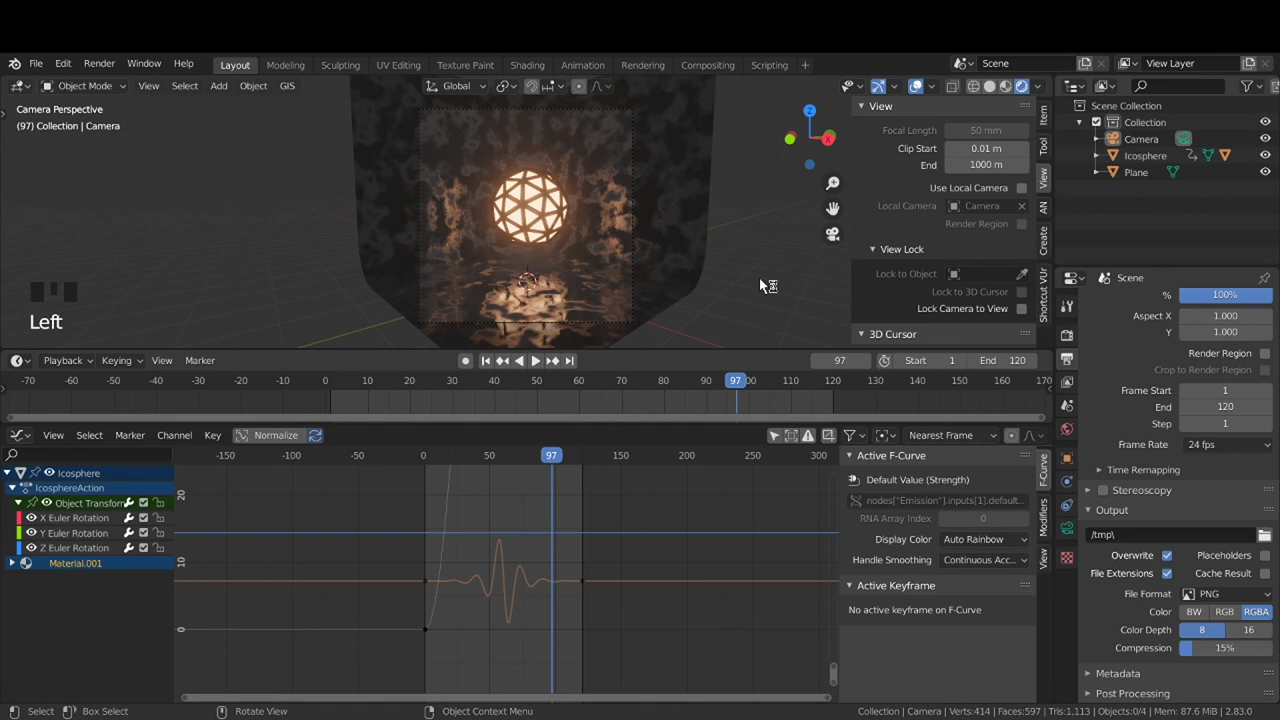 File Edit Render Window Help Layout Modeling Sculpting UV Editing Texture Paint Shading Animation Rendering Compositing Scripting + Scene View Layer
Object Mode View Select Add Object GIS Global
Camera Perspective
(97) Collection | Camera
Z
X
Left
View
Focal Length 50 mm
Clip Start 0.01 m
End 1000 m
Use Local Camera
Local Camera Camera
Render Region
View Lock
Lock to Object
Lock to 3D Cursor
Lock Camera to View
3D Cursor
Item
Tool
View
AN
Create
Shortcut VUr
Scene Collection
Collection
Camera
Icosphere
Plane
Scene
% 100%
Aspect X 1.000
Y 1.000
Render Region
Crop to Render Region
Frame Start 1
End 120
Step 1
Frame Rate 24 fps
Time Remapping
Stereoscopy
Output
/tmp\
Overwrite Placeholders
File Extensions Cache Result
File Format PNG
Color BW RGB RGBA
Color Depth 8 16
Compression 15%
Metadata
Post Processing
Playback Keying View Marker 97 Start 1 End 120
-70 -60 -50 -40 -30 -20 -10 0 10 20 30 40 50 60 70 80 90 97 100 110 120 130 140 150 160 170
View Select Marker Channel Key Normalize Nearest Frame
-150 -100 -50 0 50 97 150 200 250 300
20
10
0
Icosphere
IcosphereAction
Object Transform
X Euler Rotation
Y Euler Rotation
Z Euler Rotation
Material.001
Active F-Curve
Default Value (Strength)
nodes["Emission"].inputs[1].default...
RNA Array Index 0
Display Color Auto Rainbow
Handle Smoothing Continuous Acc...
Active Keyframe
No active keyframe on F-Curve
F-Curve
Modifiers
View
Select Box Select Rotate View Object Context Menu Collection | Camera | Verts:414 | Faces:597 | Tris:1,113 | Objects:0/4 | Mem: 87.6 MiB | 2.83.0